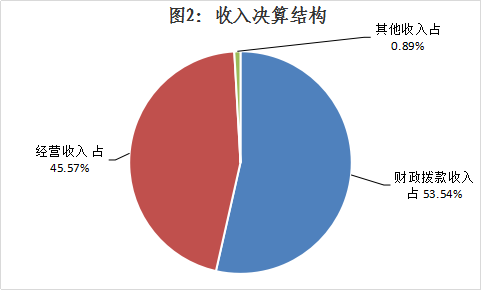 图2：收入决算结构
其他收入占
0.89%
经营收入 占
45.57%
财政拨款收入
占 53.54%